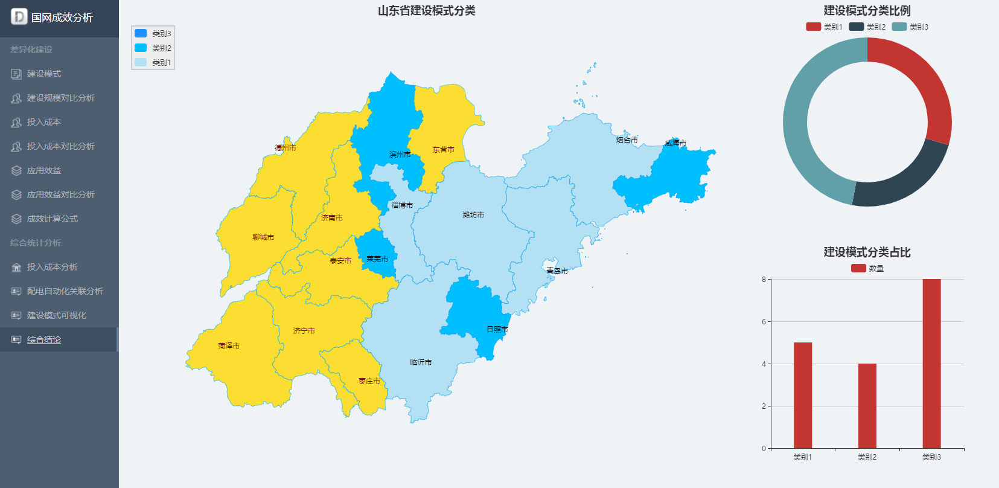 国网成效分析
差异化建设
建设模式
建设规模对比分析
投入成本
投入成本对比分析
应用效益
应用效益对比分析
成效计算公式
综合统计分析
投入成本分析
配电自动化关联分析
建设模式可视化
综合结论
山东省建设模式分类
类别3
类别2
类别1
德州市
滨州市
东营市
烟台市
威海市
聊城市
济南市
淄博市
潍坊市
泰安市
莱芜市
青岛市
菏泽市
济宁市
日照市
临沂市
枣庄市
建设模式分类比例
类别1 类别2 类别3
建设模式分类占比
数量
8
6
4
2
0
类别1 类别2 类别3